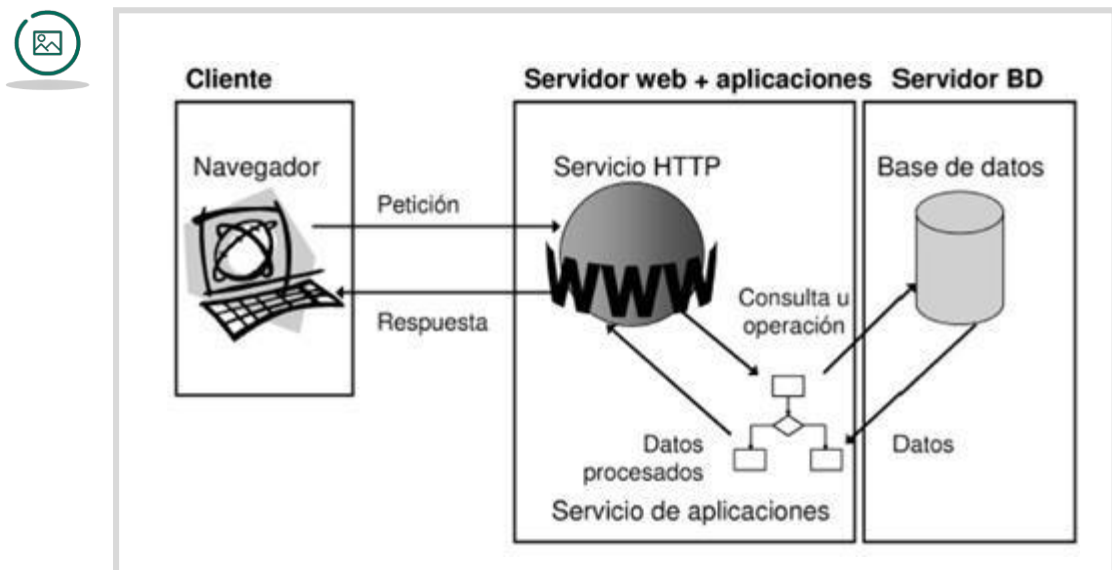 Cliente
Servidor web + aplicaciones
Servidor BD
Navegador
Servicio HTTP
Base de datos
Petición
WWW
Respuesta
Consulta u
operación
Datos
procesados
Datos
Servicio de aplicaciones